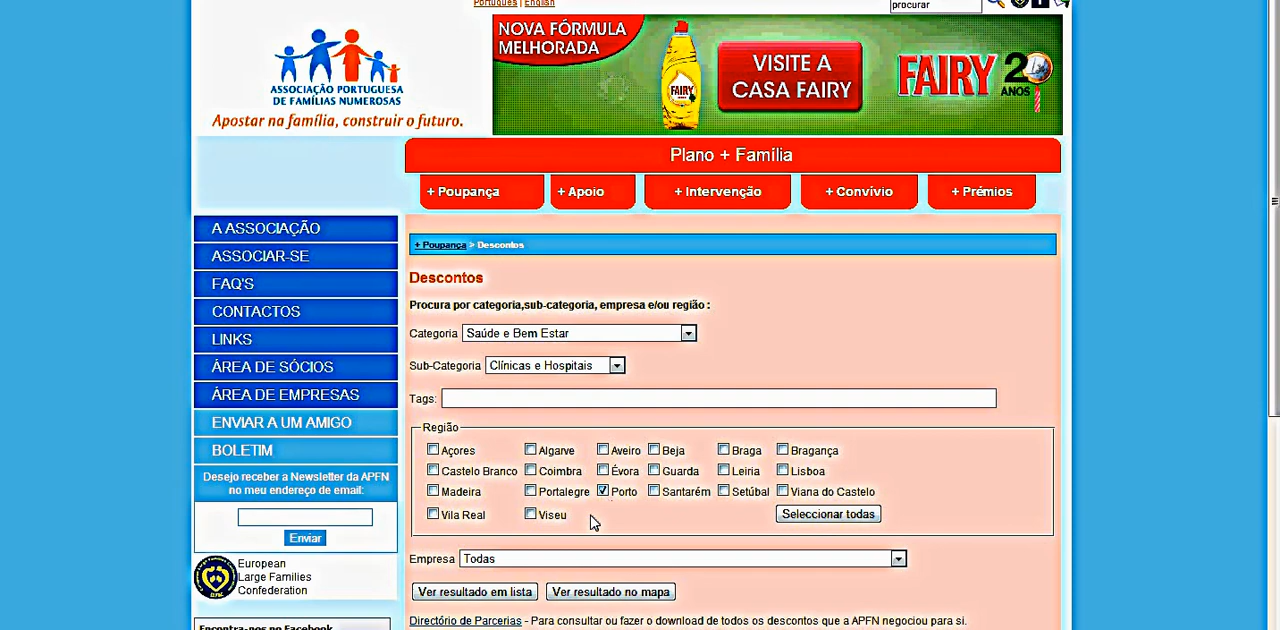 Português | English
procurar
NOVA FÓRMULA
MELHORADA
FAIRY
VISITE A
CASA FAIRY
FAIRY 20
ANOS
ASSOCIAÇÃO PORTUGUESA
DE FAMÍLIAS NUMEROSAS
Apostar na família, construir o futuro.
Plano + Família
+ Poupança
+ Apoio
+ Intervenção
+ Convívio
+ Prémios
A ASSOCIAÇÃO
ASSOCIAR-SE
FAQ'S
CONTACTOS
LINKS
ÁREA DE SÓCIOS
ÁREA DE EMPRESAS
ENVIAR A UM AMIGO
BOLETIM
Desejo receber a Newsletter da APFN
no meu endereço de email:
Enviar
European
Large Families
Confederation
Encontra-nos no Facebook
+ Poupança > Descontos
Descontos
Procura por categoria,sub-categoria, empresa e/ou região :
Categoria Saúde e Bem Estar
Sub-Categoria Clínicas e Hospitais
Tags:
Região
Açores Algarve Aveiro Beja Braga Bragança
Castelo Branco Coimbra Évora Guarda Leiria Lisboa
Madeira Portalegre Porto Santarém Setúbal Viana do Castelo
Vila Real Viseu Seleccionar todas
Empresa Todas
Ver resultado em lista Ver resultado no mapa
Directório de Parcerias - Para consultar ou fazer o download de todos os descontos que a APFN negociou para si.